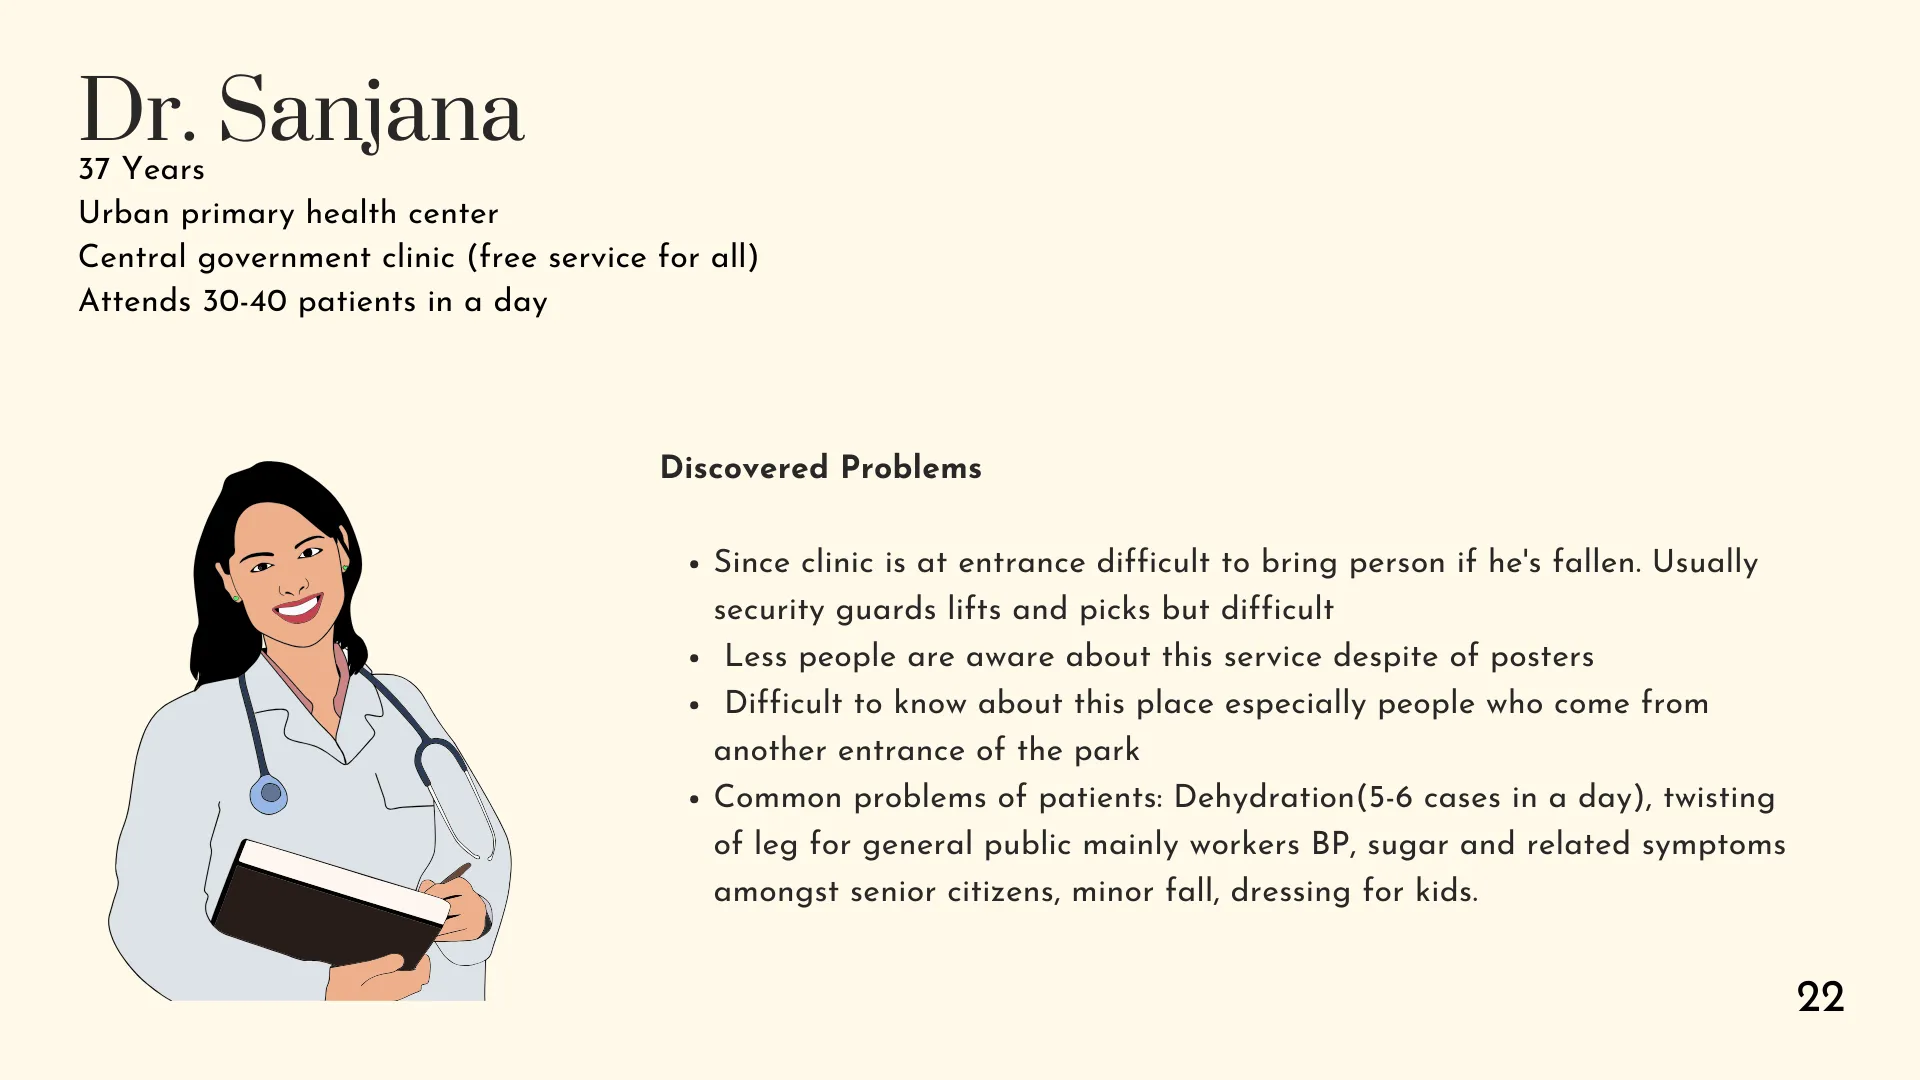 Dr. Sanjana
37 Years
Urban primary health center
Central government clinic (free service for all)
Attends 30-40 patients in a day
Discovered Problems
• Since clinic is at entrance difficult to bring person if he's fallen. Usually
security guards lifts and picks but difficult
• Less people are aware about this service despite of posters
• Difficult to know about this place especially people who come from
another entrance of the park
• Common problems of patients: Dehydration(5-6 cases in a day), twisting
of leg for general public mainly workers BP, sugar and related symptoms
amongst senior citizens, minor fall, dressing for kids.
22